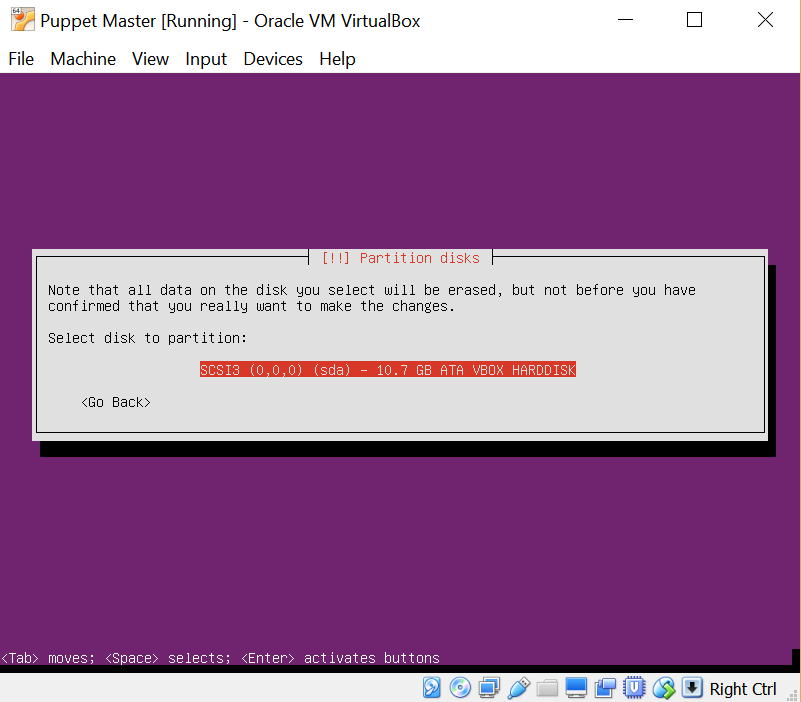 Puppet Master [Running] - Oracle VM VirtualBox
File Machine View Input Devices Help
[!!] Partition disks
Note that all data on the disk you select will be erased, but not before you have
confirmed that you really want to make the changes.
Select disk to partition:
SCSI3 (0,0,0) (sda) - 10.7 GB ATA VBOX HARDDISK
<Go Back>
<Tab> moves; <Space> selects; <Enter> activates buttons
Right Ctrl